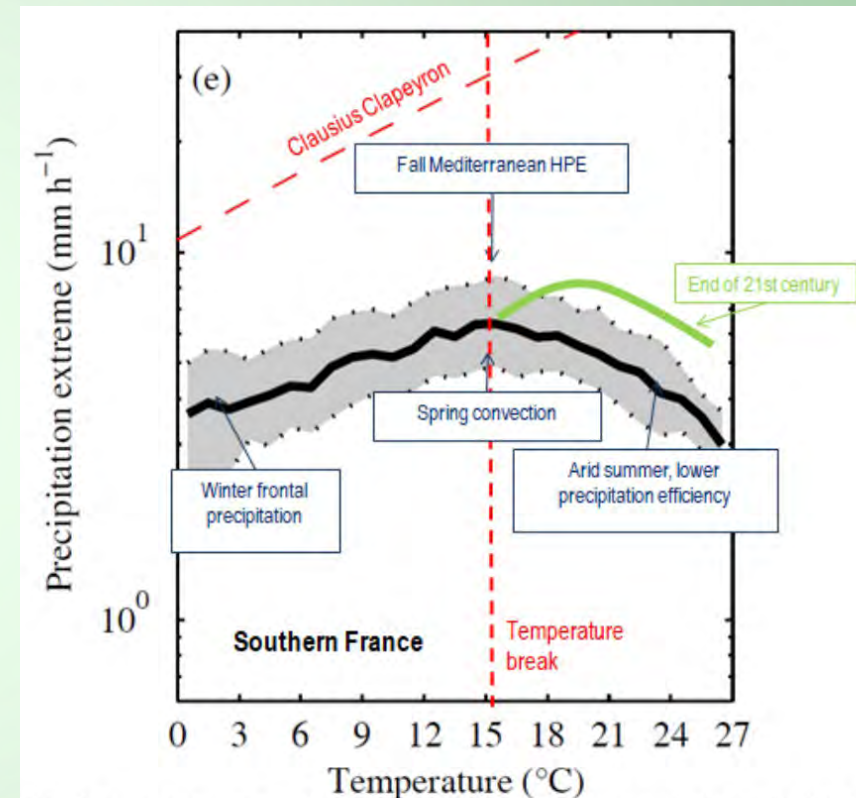 (e)
Clausius Clapeyron
Fall Mediterranean HPE
End of 21st century
Spring convection
Winter frontal
precipitation
Arid summer, lower
precipitation efficiency
Southern France
Temperature
break
Precipitation extreme (mm h⁻¹)
10¹
10⁰
0 3 6 9 12 15 18 21 24 27
Temperature (°C)